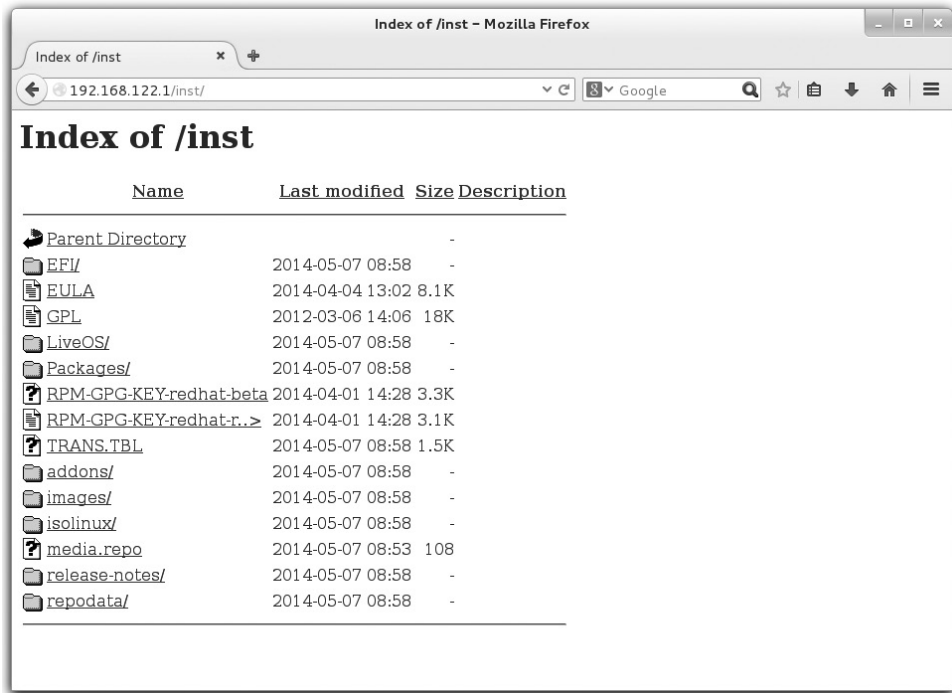 Index of /inst – Mozilla Firefox
Index of /inst
192.168.122.1/inst/
Google
Index of /inst
Name Last modified Size Description
Parent Directory -
EFI/ 2014-05-07 08:58 -
EULA 2014-04-04 13:02 8.1K
GPL 2012-03-06 14:06 18K
LiveOS/ 2014-05-07 08:58 -
Packages/ 2014-05-07 08:58 -
RPM-GPG-KEY-redhat-beta 2014-04-01 14:28 3.3K
RPM-GPG-KEY-redhat-r..> 2014-04-01 14:28 3.1K
TRANS.TBL 2014-05-07 08:58 1.5K
addons/ 2014-05-07 08:58 -
images/ 2014-05-07 08:58 -
isolinux/ 2014-05-07 08:58 -
media.repo 2014-05-07 08:53 108
release-notes/ 2014-05-07 08:58 -
repodata/ 2014-05-07 08:58 -